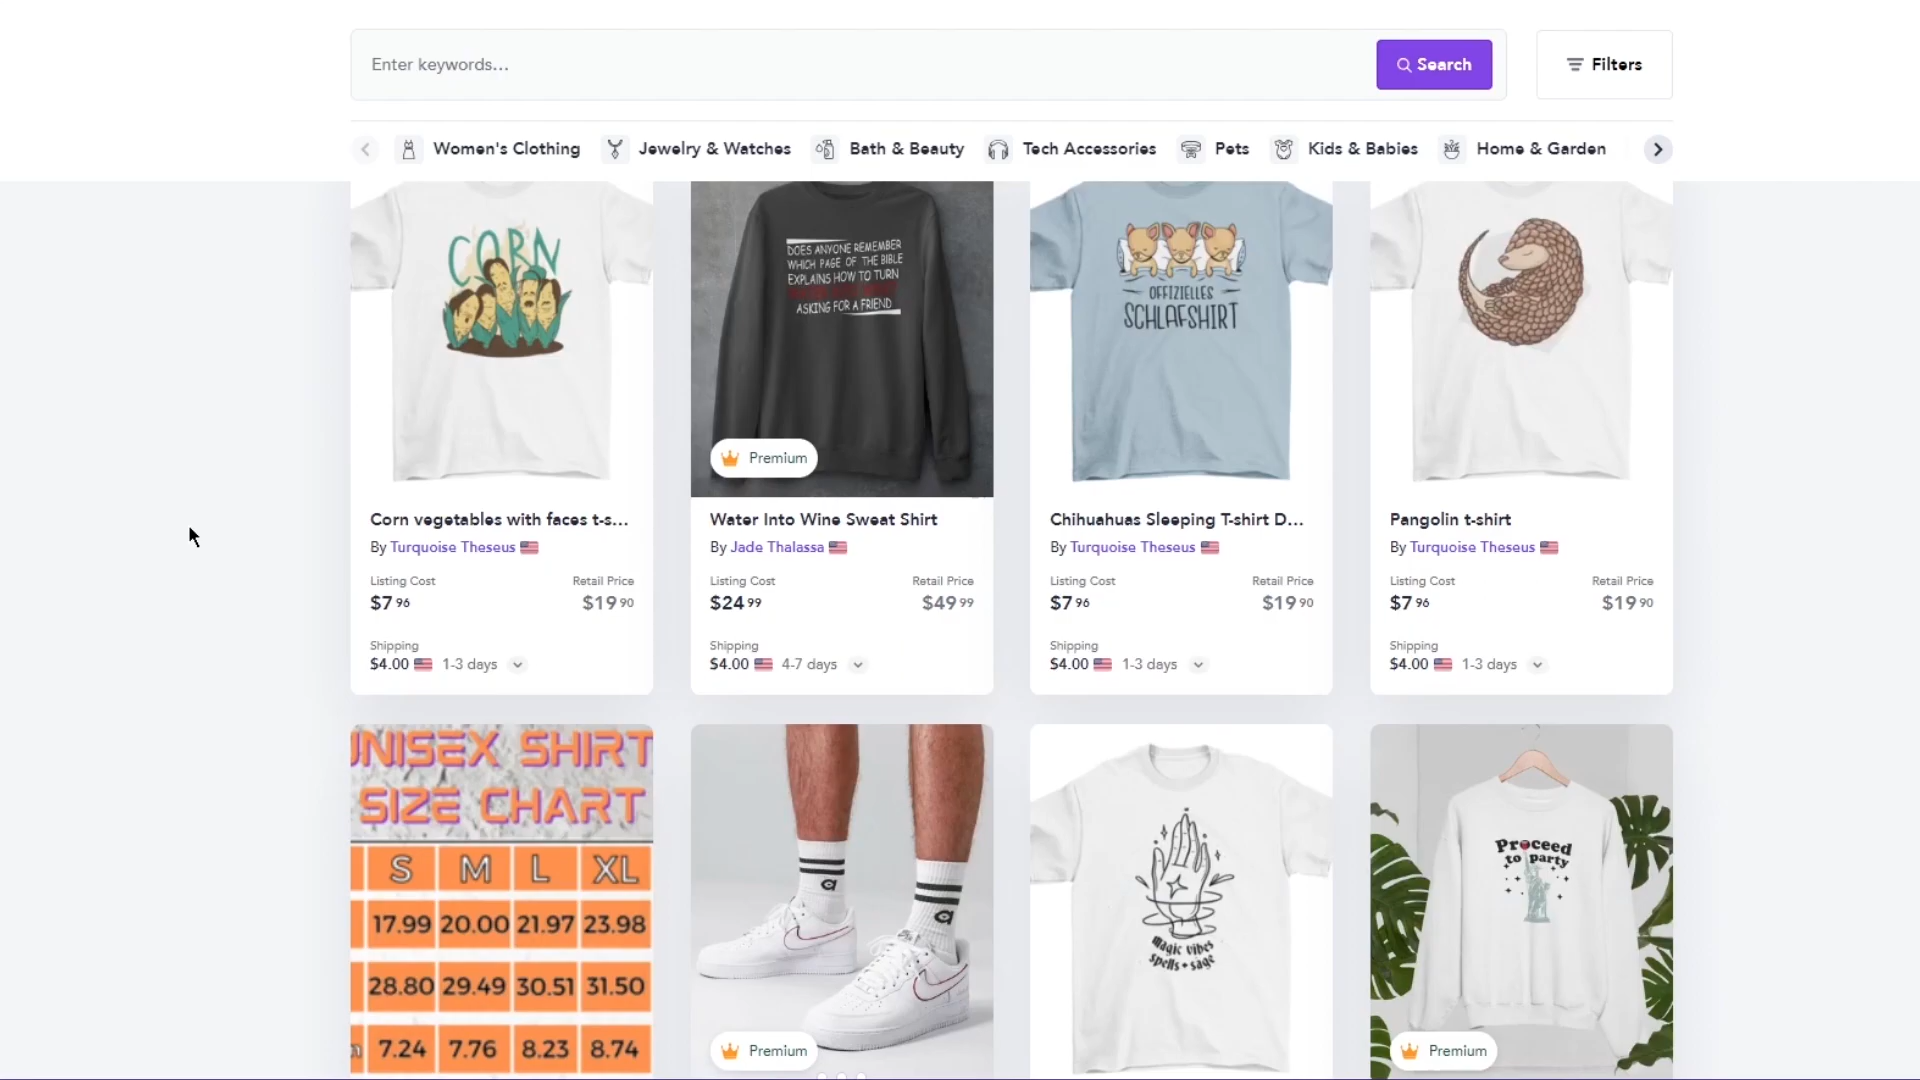 Enter keywords...
Search
Filters
Women's Clothing
Jewelry & Watches
Bath & Beauty
Tech Accessories
Pets
Kids & Babies
Home & Garden
CORN
DOES ANYONE REMEMBER
WHICH PAGE OF THE BIBLE
EXPLAINS HOW TO TURN
ASKING FOR A FRIEND
Premium
OFFIZIELLES
SCHLAFSHIRT
Corn vegetables with faces t-s...
By Turquoise Theseus
Listing Cost
Retail Price
$7 96
$19 90
Shipping
$4.00
1-3 days
Water Into Wine Sweat Shirt
By Jade Thalassa
Listing Cost
Retail Price
$24 99
$49 99
Shipping
$4.00
4-7 days
Chihuahuas Sleeping T-shirt D...
By Turquoise Theseus
Listing Cost
Retail Price
$7 96
$19 90
Shipping
$4.00
1-3 days
Pangolin t-shirt
By Turquoise Theseus
Listing Cost
Retail Price
$7 96
$19 90
Shipping
$4.00
1-3 days
UNISEX SHIRT
SIZE CHART
S M L XL
17.99 20.00 21.97 23.98
28.80 29.49 30.51 31.50
7.24 7.76 8.23 8.74
a
a
Premium
magic vibes
spells + sage
Proceed
to party
Premium